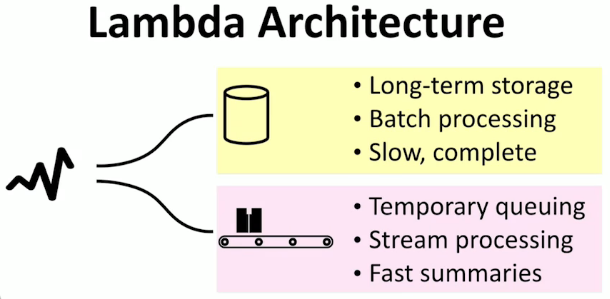 Lambda Architecture
• Long-term storage
• Batch processing
• Slow, complete
• Temporary queuing
• Stream processing
• Fast summaries